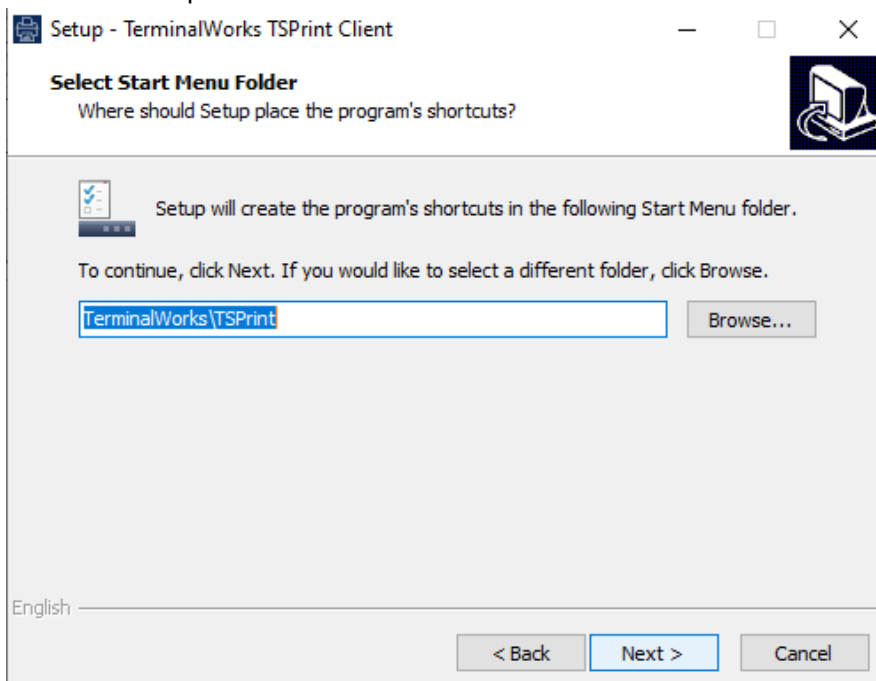 Setup - TerminalWorks TSPrint Client
Select Start Menu Folder
Where should Setup place the program's shortcuts?
Setup will create the program's shortcuts in the following Start Menu folder.
To continue, click Next. If you would like to select a different folder, click Browse.
TerminalWorks\TSPrint
Browse...
English
< Back
Next >
Cancel